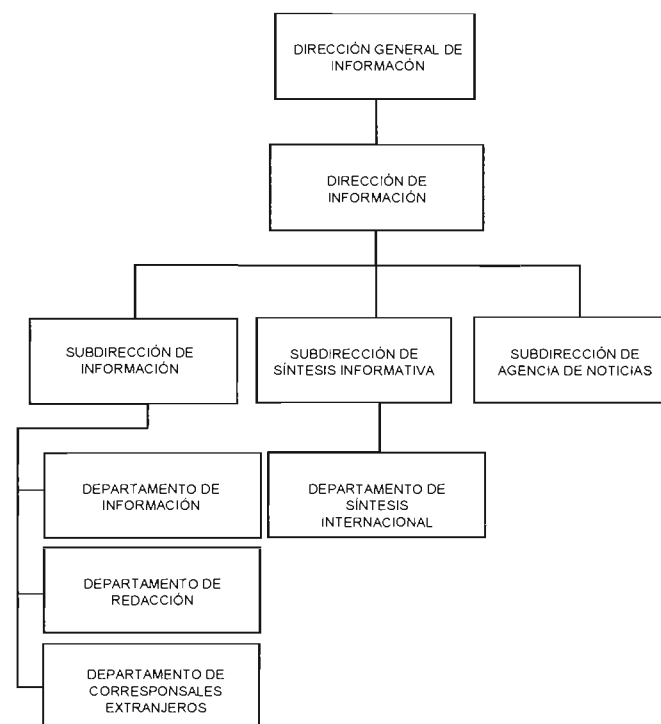 DIRECCIÓN GENERAL DE
INFORMACÓN
DIRECCIÓN DE
INFORMACIÓN
SUBDIRECCIÓN DE
INFORMACIÓN
SUBDIRECCIÓN DE
SÍNTESIS INFORMATIVA
SUBDIRECCIÓN DE
AGENCIA DE NOTICIAS
DEPARTAMENTO DE
INFORMACIÓN
DEPARTAMENTO DE
SÍNTESIS
INTERNACIONAL
DEPARTAMENTO DE
REDACCIÓN
DEPARTAMENTO DE
CORRESPONSALES
EXTRANJEROS